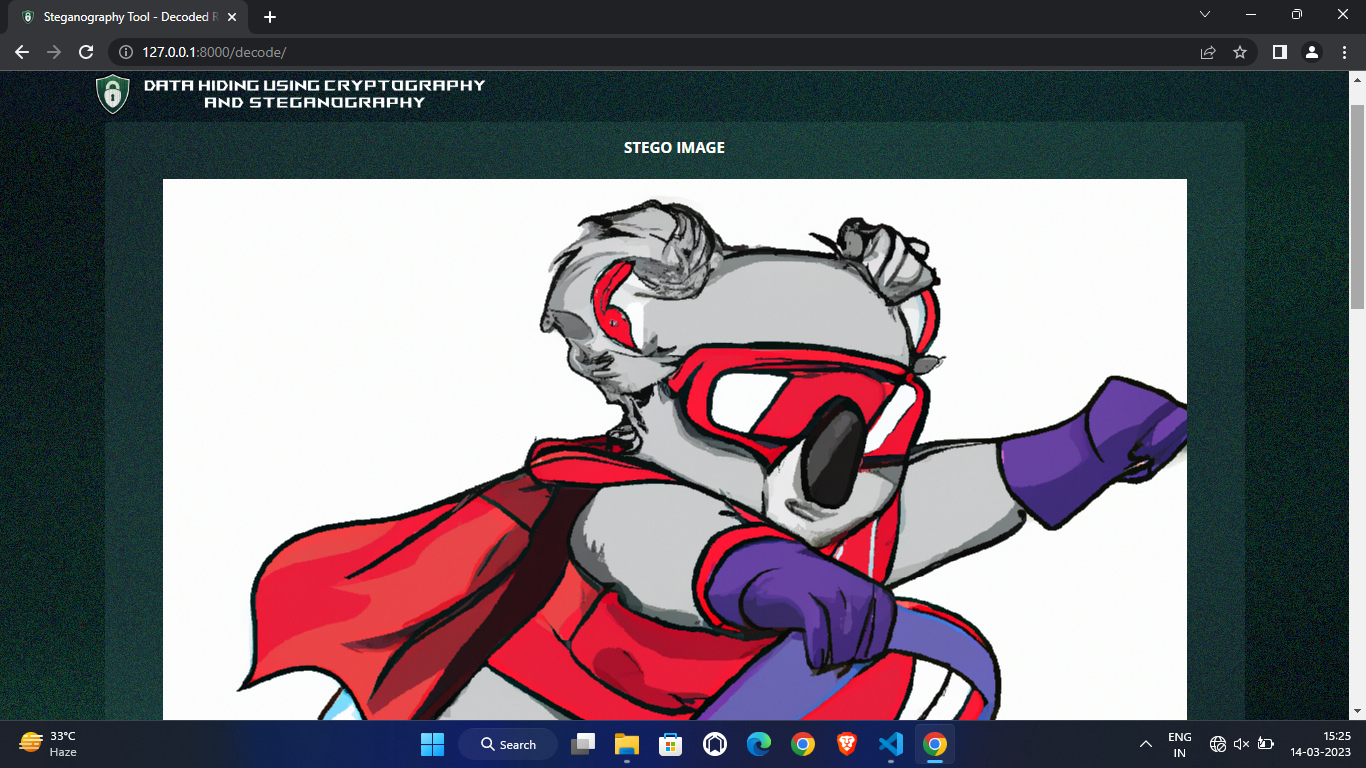 Steganography Tool - Decoded R
127.0.0.1:8000/decode/
DATA HIDING USING CRYPTOGRAPHY
AND STEGANOGRAPHY
STEGO IMAGE
33°C
Haze
Search
ENG
IN
15:25
14-03-2023